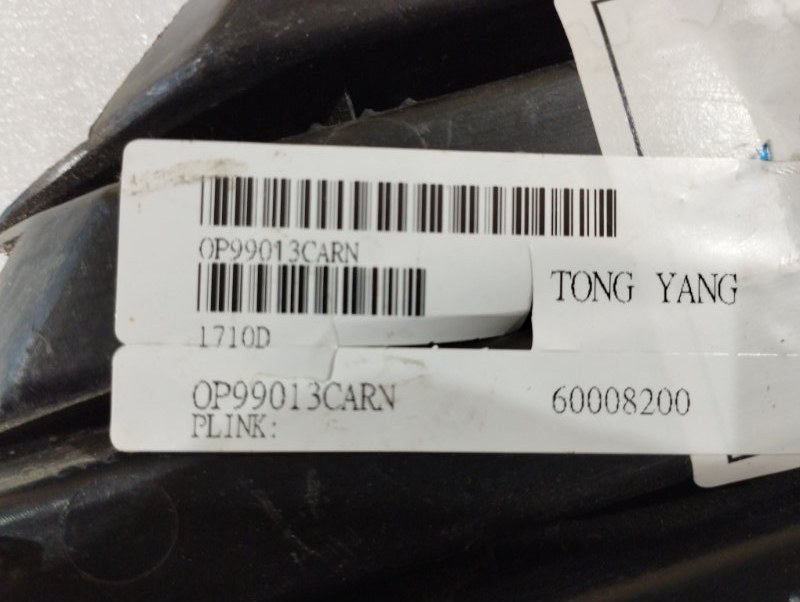 OP99013CARN
1710D
TONG YANG
OP99013CARN
60008200
PLINK: